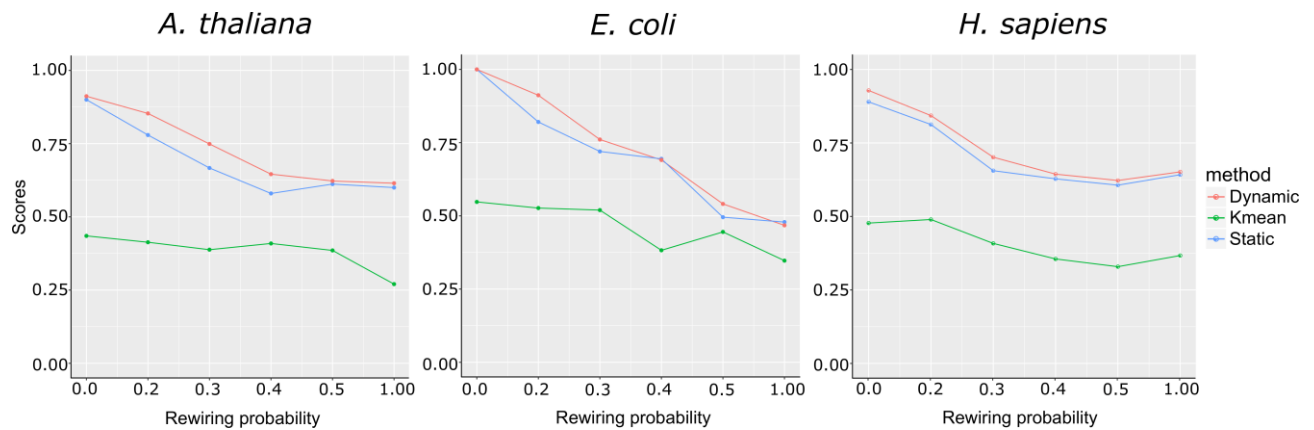 A. thaliana
E. coli
H. sapiens
Scores
1.00
0.75
0.50
0.25
0.00
0.0 0.2 0.3 0.4 0.5 1.00
Rewiring probability
1.00
0.75
0.50
0.25
0.00
0.0 0.2 0.3 0.4 0.5 1.00
Rewiring probability
1.00
0.75
0.50
0.25
0.00
0.0 0.2 0.3 0.4 0.5 1.00
Rewiring probability
method
Dynamic
Kmean
Static